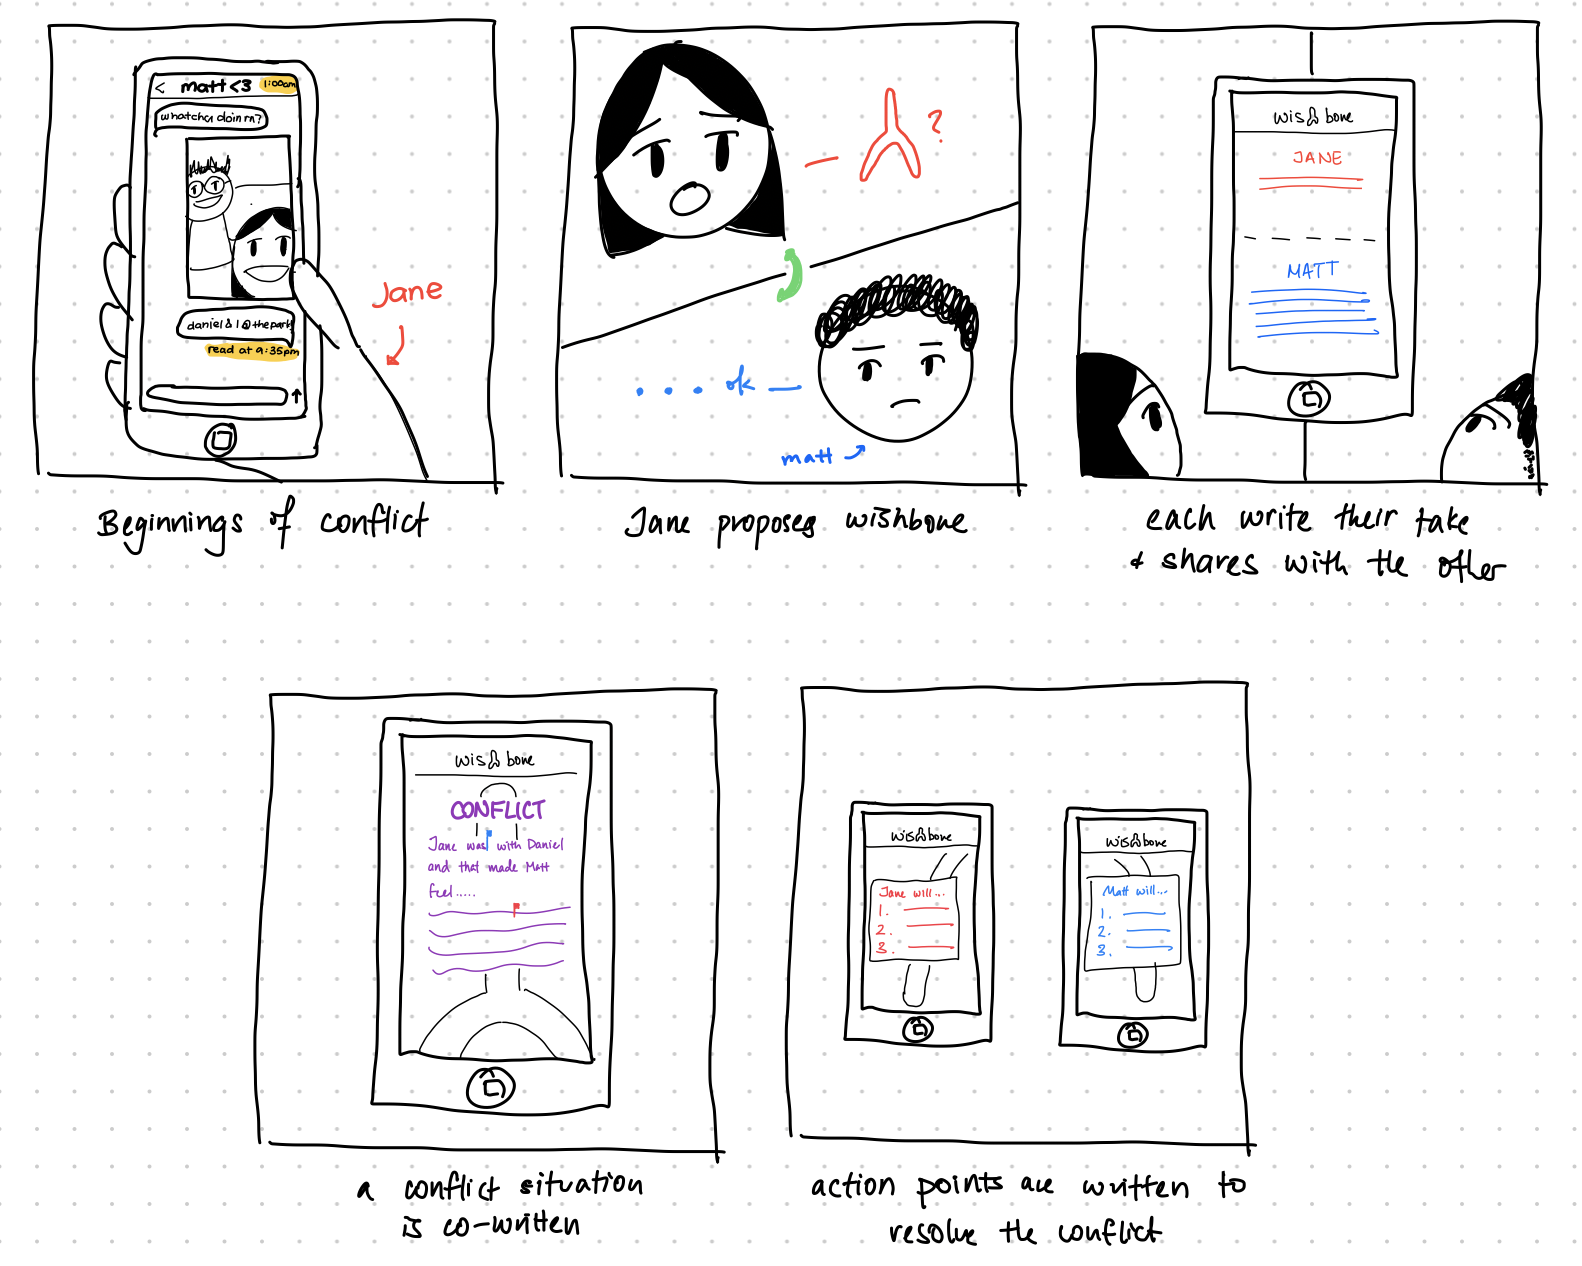 < matt <3 1:00am
whatcha doin rn?
daniel & I @ the park
read at 9:35pm
Jane
Beginnings of conflict
?
.... ok
matt
Jane proposes wishbone
wishbone
JANE
MATT
each write their take
& shares with the other
wishbone
CONFLICT
Jane was with Daniel
and that made Matt
feel.....
a conflict situation
is co-written
wishbone
Jane will...
1.
2.
3.
wishbone
Matt will...
1.
2.
3.
action points are written to
resolve the conflict